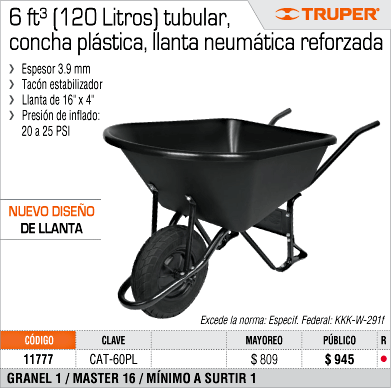 TRUPER®
6 ft³ (120 Litros) tubular,
concha plástica, llanta neumática reforzada
› Espesor 3.9 mm
› Tacón estabilizador
› Llanta de 16" x 4"
› Presión de inflado:
20 a 25 PSI
NUEVO DISEÑO
DE LLANTA
Excede la norma: Especif. Federal: KKK-W-291f
CÓDIGO CLAVE MAYOREO PÚBLICO R
11777 CAT-60PL $ 809 $ 945 ●
GRANEL 1 / MASTER 16 / MÍNIMO A SURTIR 1